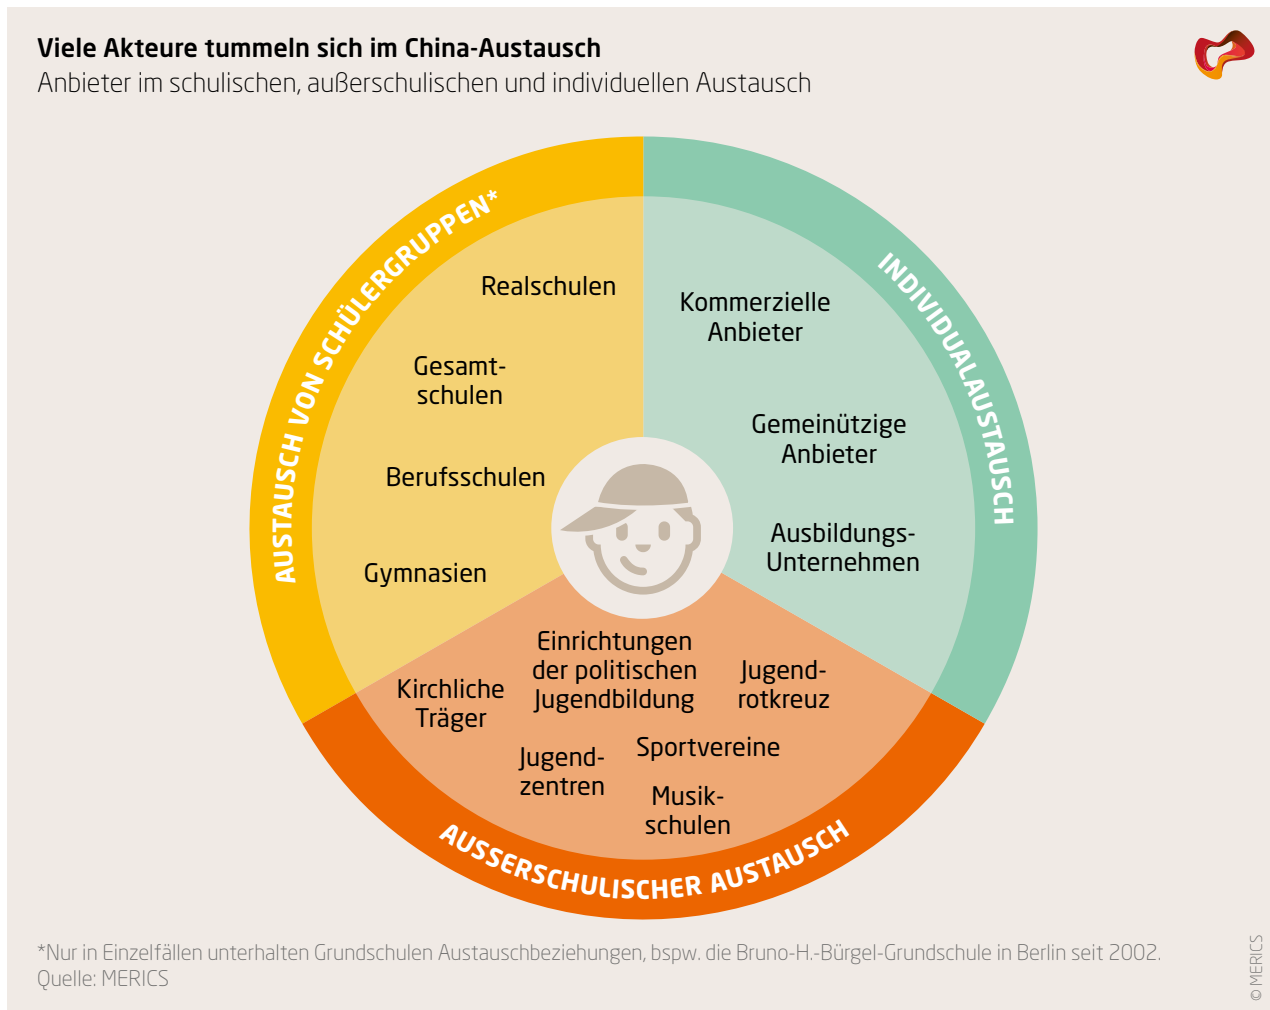 Viele Akteure tummeln sich im China-Austausch
Anbieter im schulischen, außerschulischen und individuellen Austausch
AUSTAUSCH VON SCHÜLERGRUPPEN*
Realschulen
Gesamt-
schulen
Berufsschulen
Gymnasien
INDIVIDUALAUSTAUSCH
Kommerzielle
Anbieter
Gemeinützige
Anbieter
Ausbildungs-
Unternehmen
Einrichtungen
der politischen
Jugendbildung
Jugend-
rotkreuz
Kirchliche
Träger
Sportvereine
Jugend-
zentren
Musik-
schulen
AUSSERSCHULISCHER AUSTAUSCH
*Nur in Einzelfällen unterhalten Grundschulen Austauschbeziehungen, bspw. die Bruno-H.-Bürgel-Grundschule in Berlin seit 2002.
Quelle: MERICS
© MERICS